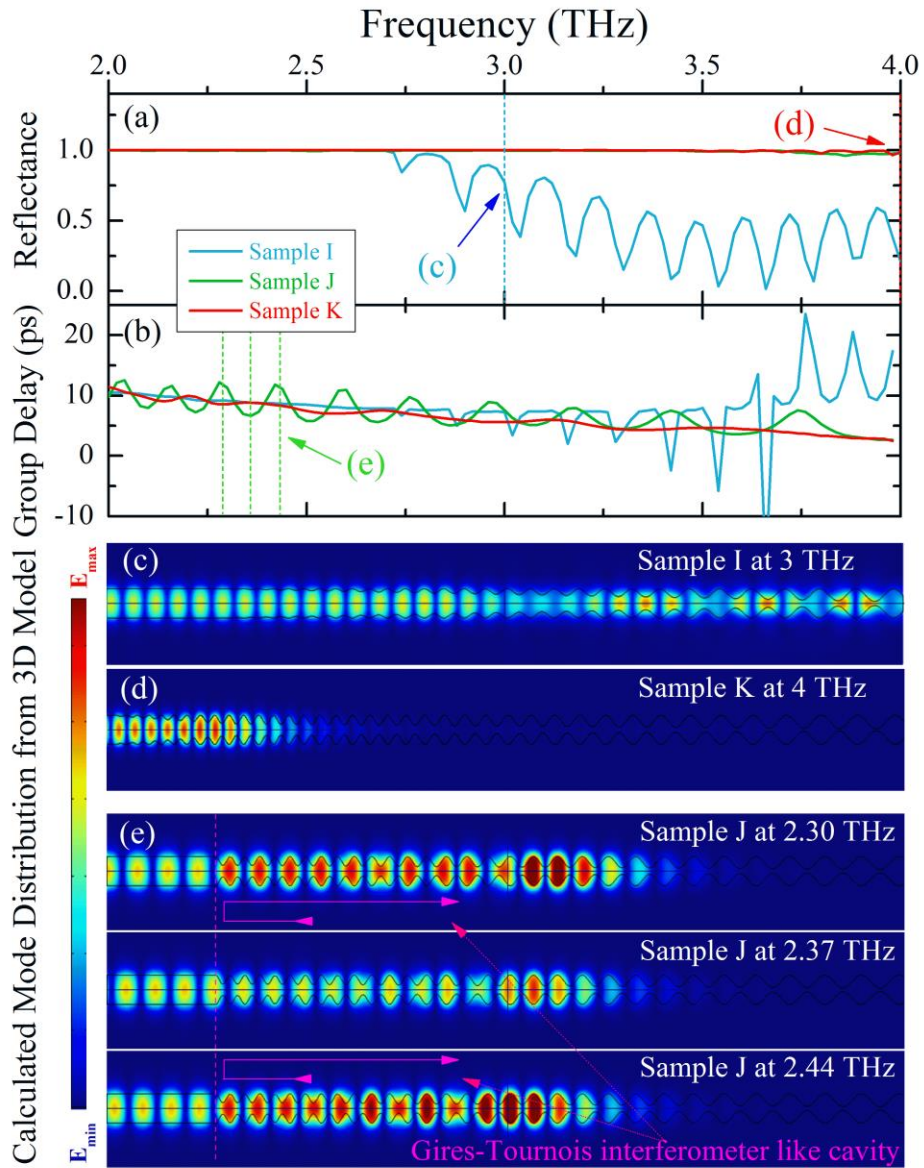 Frequency (THz)
2.0 2.5 3.0 3.5 4.0
(a)
(d)
1.0
0.5
0.0
Reflectance
(c)
Sample I
Sample J
Sample K
(b)
20
10
0
-10
Group Delay (ps)
(e)
Calculated Mode Distribution from 3D Model
E_max
E_min
(c)
Sample I at 3 THz
(d)
Sample K at 4 THz
(e)
Sample J at 2.30 THz
Sample J at 2.37 THz
Sample J at 2.44 THz
Gires-Tournois interferometer like cavity